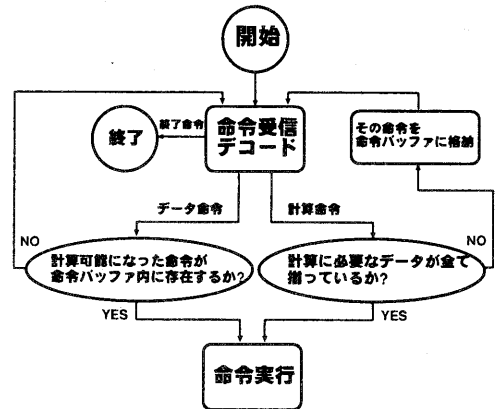 開始
終了
終了命令
命令受信
デコード
その命令を
命令バッファに格納
データ命令
計算命令
NO
計算可能になった命令が
命令バッファ内に存在するか?
計算に必要なデータが全て
揃っているか?
NO
YES
YES
命令実行